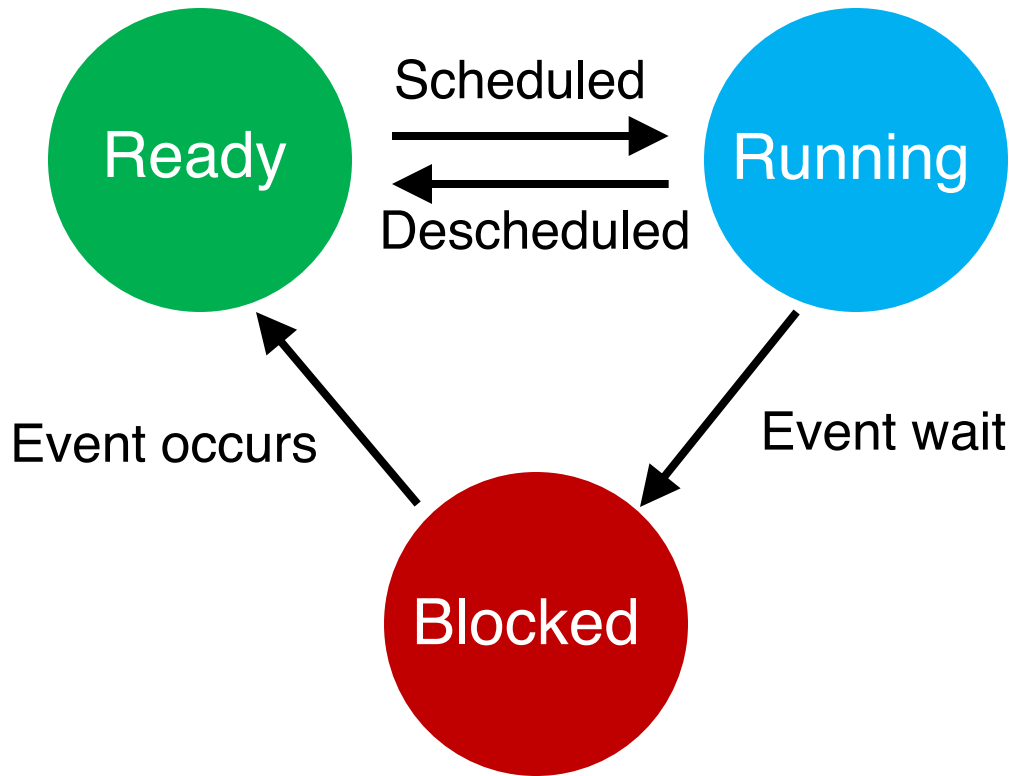 Scheduled
Ready
Running
Descheduled
Event occurs
Event wait
Blocked